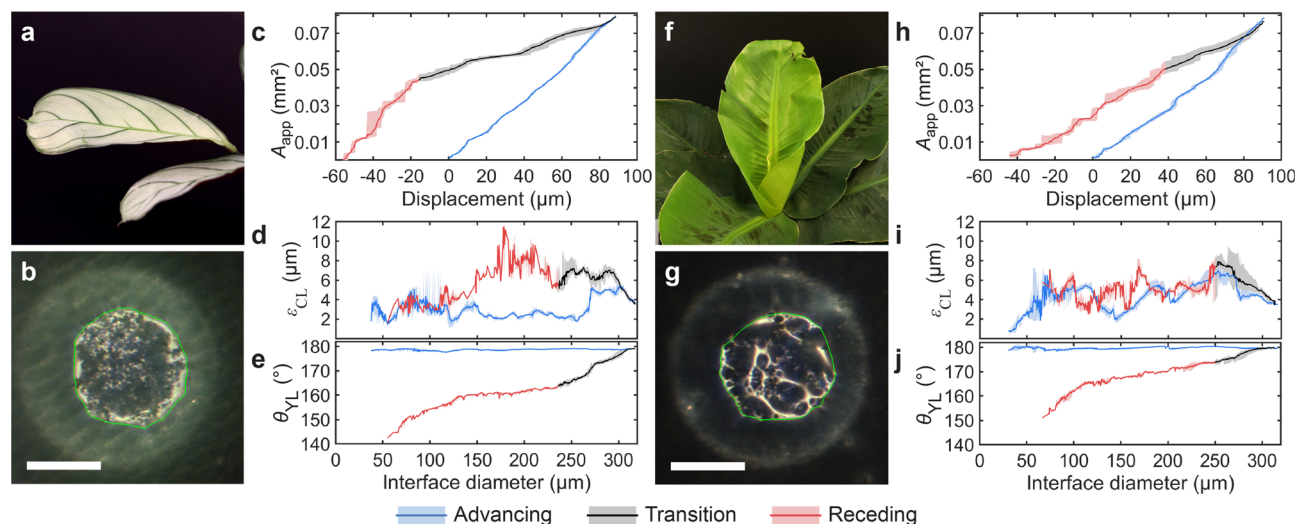 a
c
0.07
0.05
0.03
0.01
A_app (mm²)
-60 -40 -20 0 20 40 60 80 100
Displacement (μm)
f
h
0.07
0.05
0.03
0.01
A_app (mm²)
-60 -40 -20 0 20 40 60 80 100
Displacement (μm)
b
d
12
10
8
6
4
2
ε_CL (μm)
e
180
170
160
150
140
θ_YL (°)
0 50 100 150 200 250 300
Interface diameter (μm)
g
i
12
10
8
6
4
2
ε_CL (μm)
j
180
170
160
150
140
θ_YL (°)
0 50 100 150 200 250 300
Interface diameter (μm)
Advancing Transition Receding